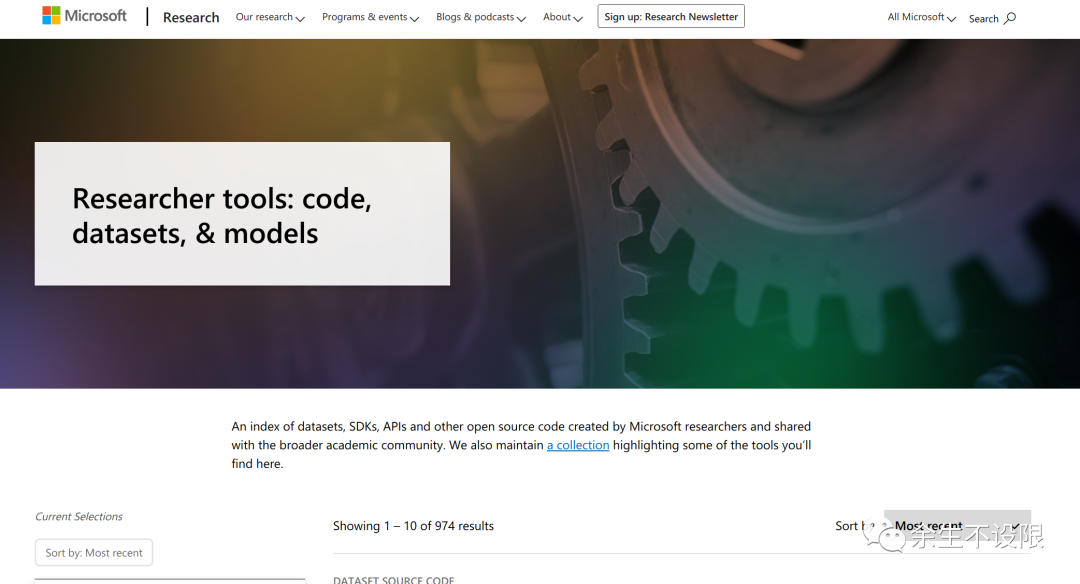 Microsoft
Research
Our research
Programs & events
Blogs & podcasts
About
Sign up: Research Newsletter
All Microsoft
Search
Researcher tools: code,
datasets, & models
An index of datasets, SDKs, APIs and other open source code created by Microsoft researchers and shared
with the broader academic community. We also maintain a collection highlighting some of the tools you'll
find here.
Current Selections
Showing 1 – 10 of 974 results
Sort by
Most recent
余生不设限
Sort by: Most recent
DATASET SOURCE CODE